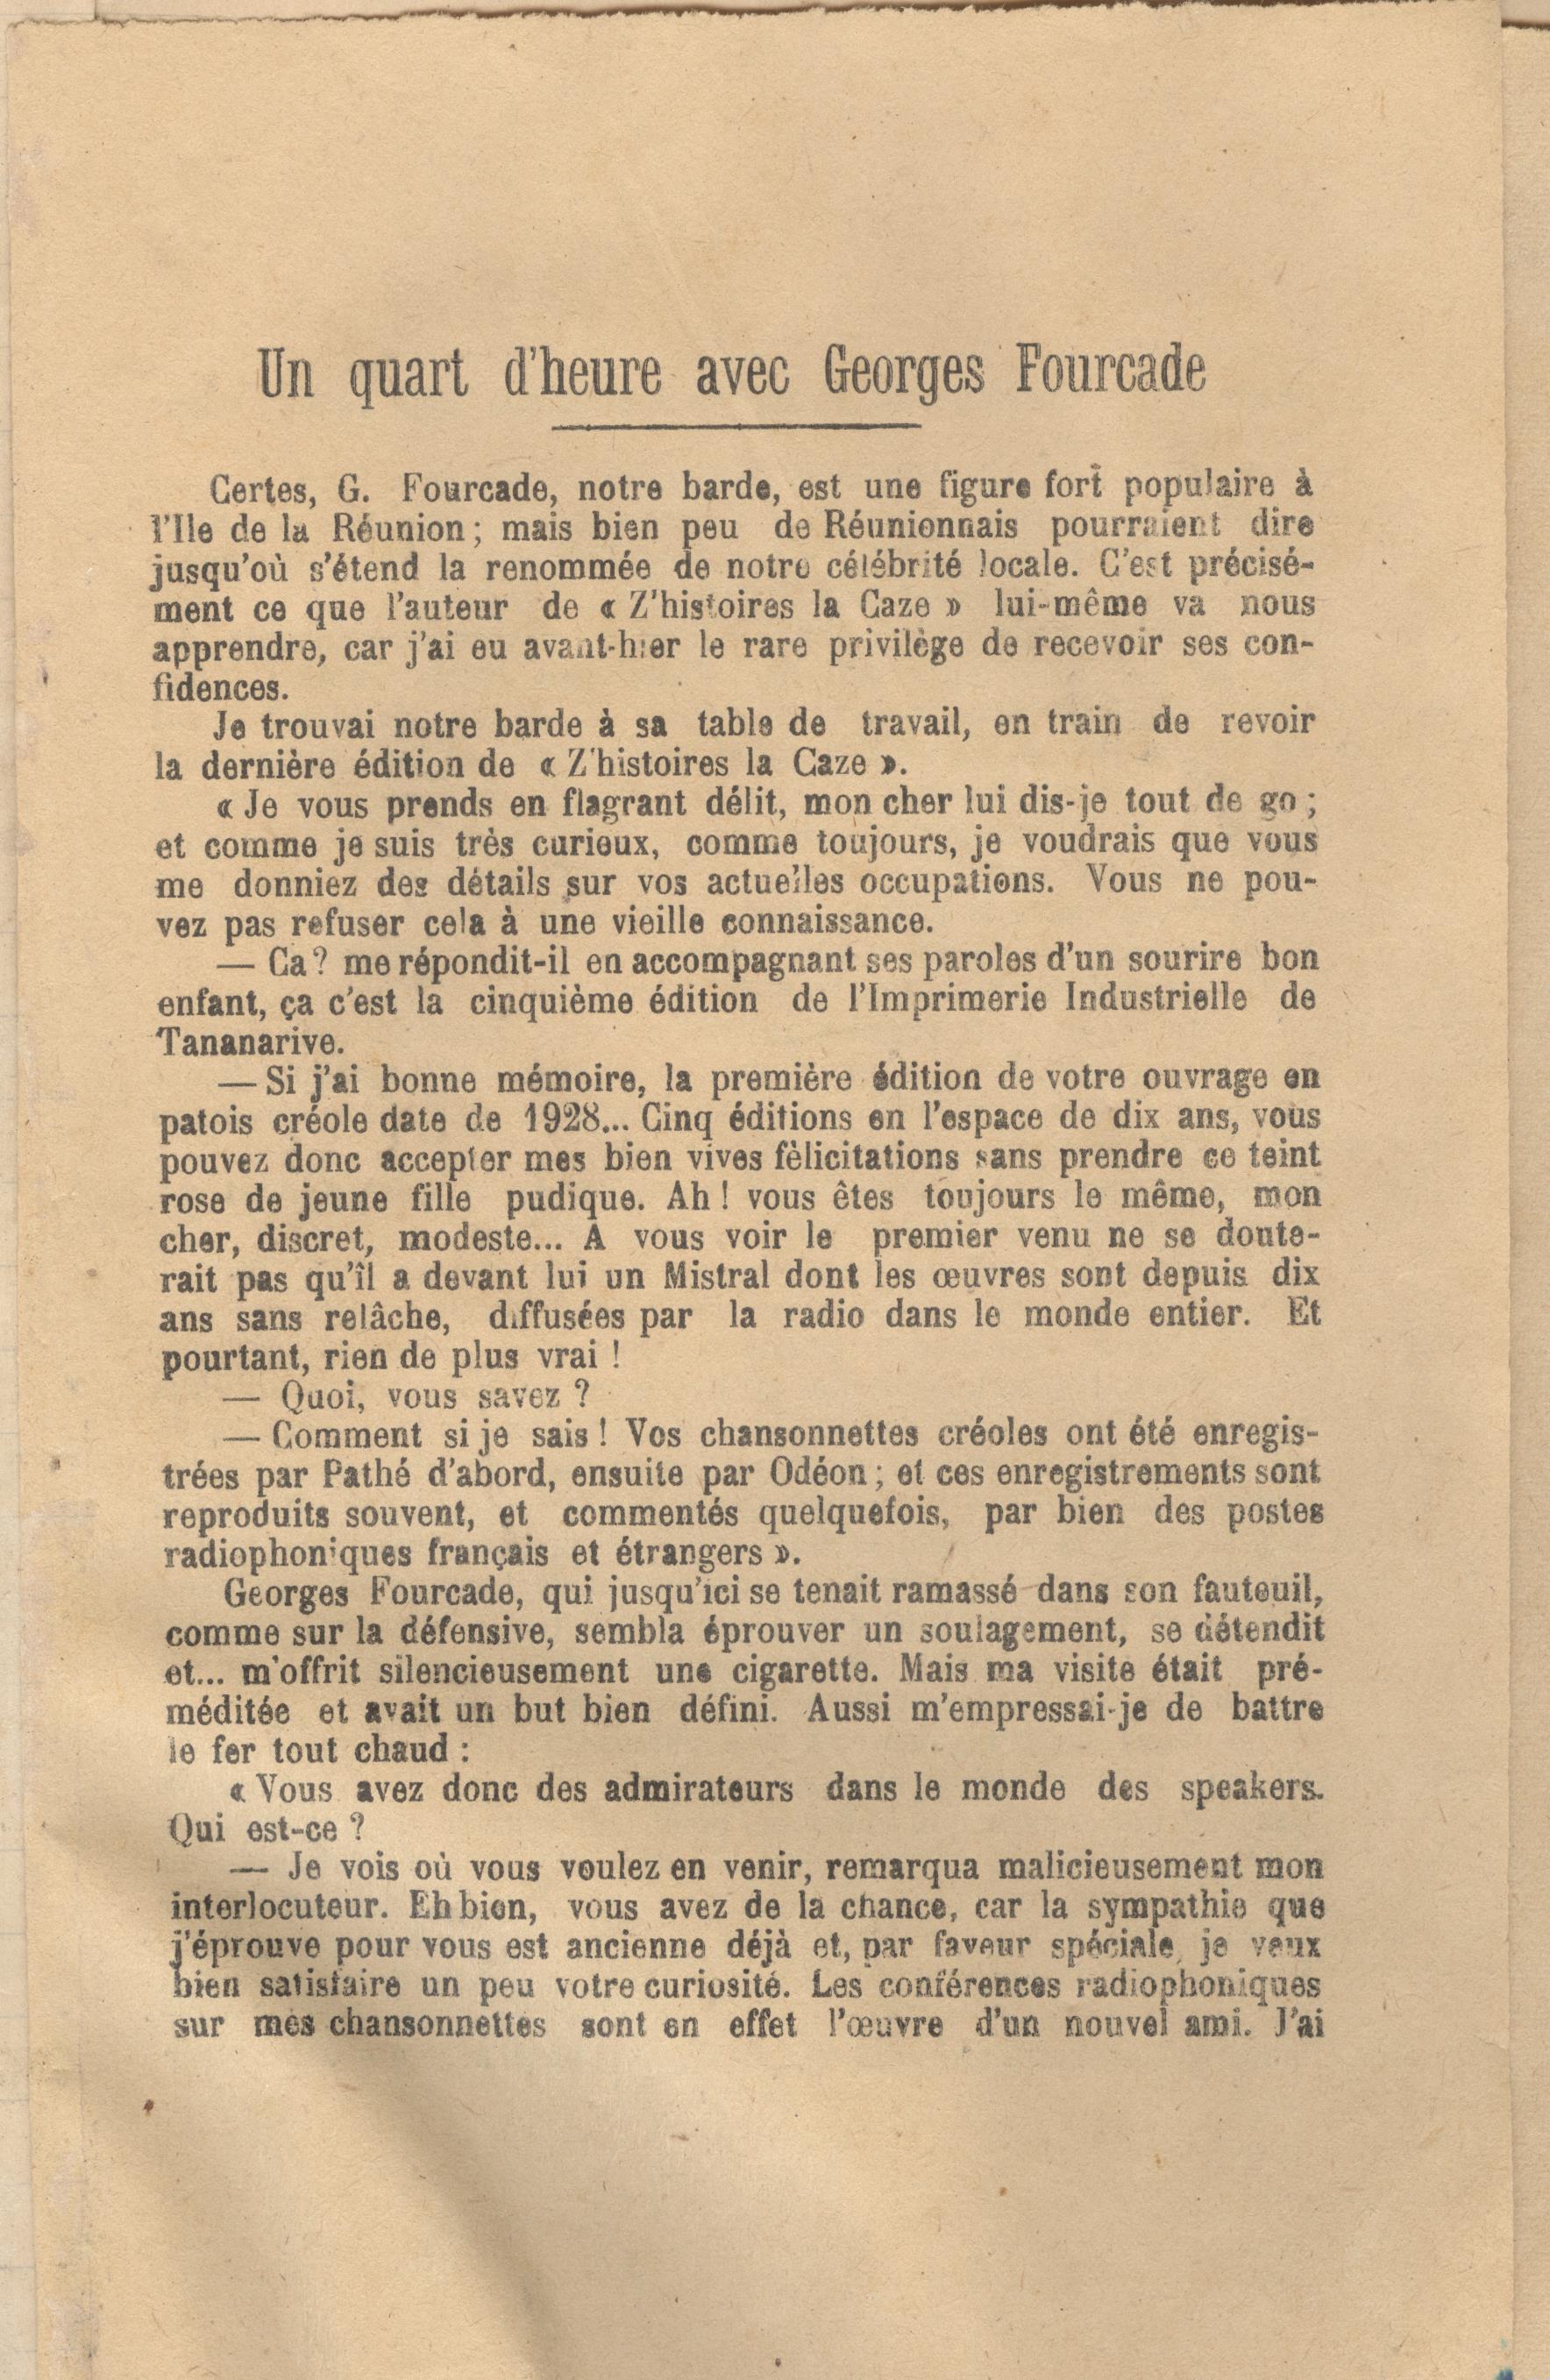 Un quart d'heure avec Georges Fourcade
Certes, G. Fourcade, notre barde, est une figure fort populaire à
l'Ile de la Réunion ; mais bien peu de Réunionnais pourraient dire
jusqu'où s'étend la renommée de notre célébrité locale. C'est précisé-
ment ce que l'auteur de « Z'histoires la Caze » lui-même va nous
apprendre, car j'ai eu avant-hier le rare privilège de recevoir ses con-
fidences.
Je trouvai notre barde à sa table de travail, en train de revoir
la dernière édition de « Z'histoires la Caze ».
« Je vous prends en flagrant délit, mon cher lui dis-je tout de go ;
et comme je suis très curieux, comme toujours, je voudrais que vous
me donniez des détails sur vos actuelles occupations. Vous ne pou-
vez pas refuser cela à une vieille connaissance.
— Ca ? me répondit-il en accompagnant ses paroles d'un sourire bon
enfant, ça c'est la cinquième édition de l'Imprimerie Industrielle de
Tananarive.
— Si j'ai bonne mémoire, la première édition de votre ouvrage en
patois créole date de 1928... Cinq éditions en l'espace de dix ans, vous
pouvez donc accepter mes bien vives fèlicitations sans prendre ce teint
rose de jeune fille pudique. Ah ! vous êtes toujours le même, mon
cher, discret, modeste... A vous voir le premier venu ne se doute-
rait pas qu'îl a devant lui un Mistral dont les œuvres sont depuis dix
ans sans relâche, diffusées par la radio dans le monde entier. Et
pourtant, rien de plus vrai !
— Quoi, vous savez ?
— Comment si je sais ! Vos chansonnettes créoles ont été enregis-
trées par Pathé d'abord, ensuite par Odéon ; et ces enregistrements sont
reproduits souvent, et commentés quelquefois, par bien des postes
radiophoniques français et étrangers ».
Georges Fourcade, qui jusqu'ici se tenait ramassé dans son fauteuil,
comme sur la défensive, sembla éprouver un soulagement, se détendit
et... m'offrit silencieusement une cigarette. Mais ma visite était pré-
méditée et avait un but bien défini. Aussi m'empressai-je de battre
le fer tout chaud :
« Vous avez donc des admirateurs dans le monde des speakers.
Qui est-ce ?
— Je vois où vous voulez en venir, remarqua malicieusement mon
interlocuteur. Eh bien, vous avez de la chance, car la sympathie que
j'éprouve pour vous est ancienne déjà et, par faveur spéciale, je veux
bien satisfaire un peu votre curiosité. Les conférences radiophoniques
sur mes chansonnettes sont en effet l'œuvre d'un nouvel ami. J'ai